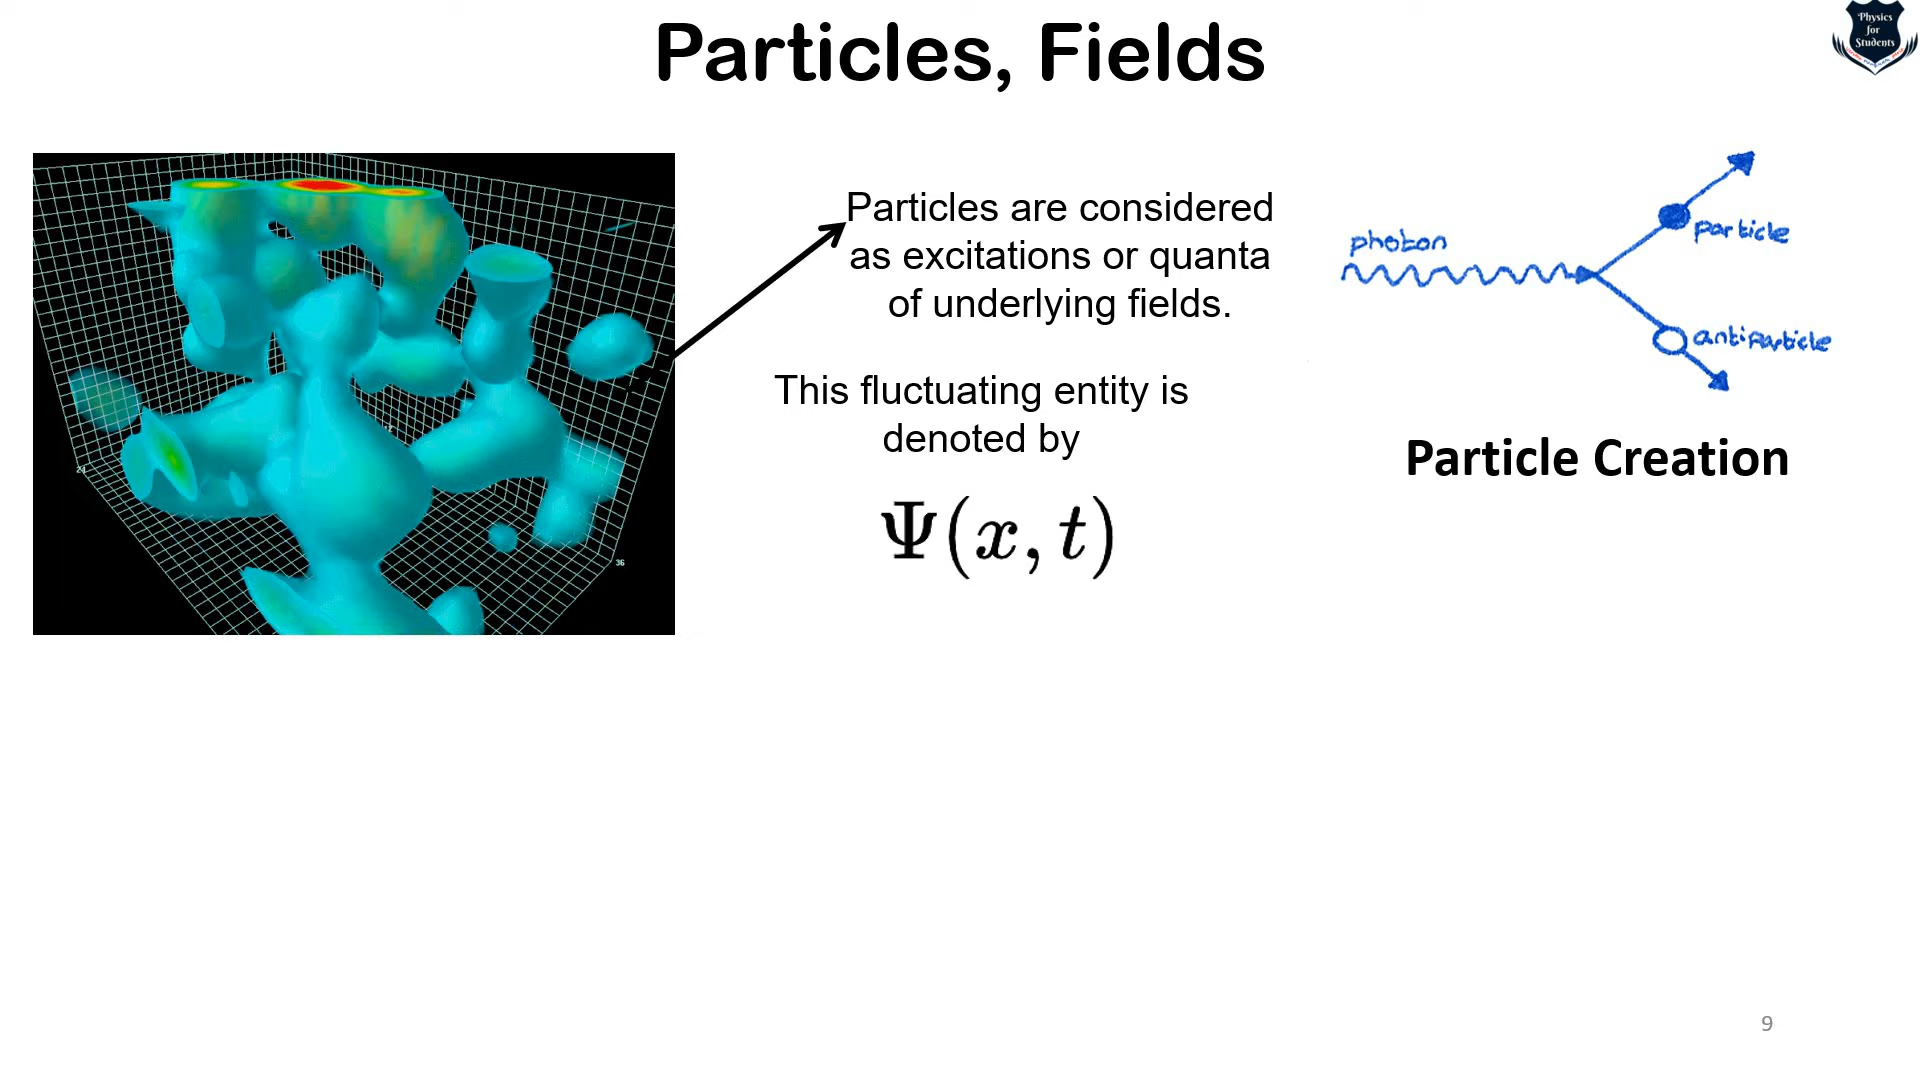 Particles, Fields
Physics
for
Students
Particles are considered
as excitations or quanta
of underlying fields.
This fluctuating entity is
denoted by
Ψ(x, t)
photon
particle
antiparticle
Particle Creation
36
9